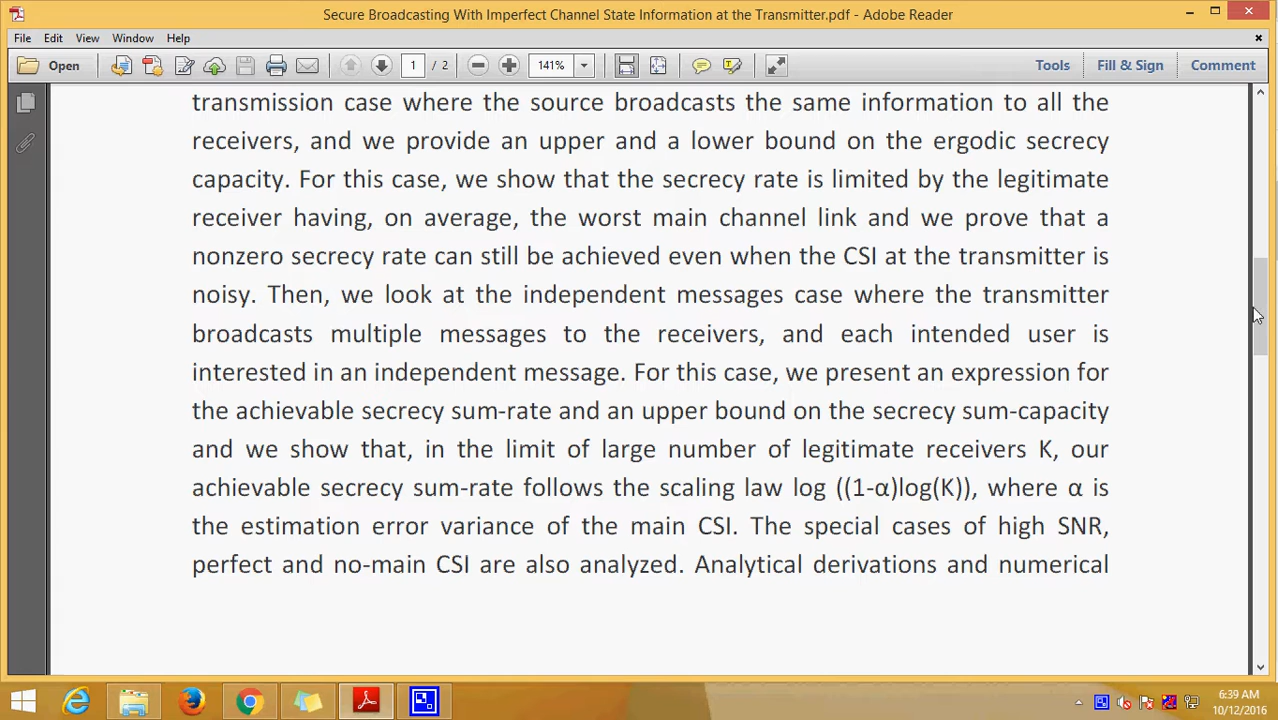 Secure Broadcasting With Imperfect Channel State Information at the Transmitter.pdf - Adobe Reader
File Edit View Window Help
Open 1 / 2 141% Tools Fill & Sign Comment
transmission case where the source broadcasts the same information to all the
receivers, and we provide an upper and a lower bound on the ergodic secrecy
capacity. For this case, we show that the secrecy rate is limited by the legitimate
receiver having, on average, the worst main channel link and we prove that a
nonzero secrecy rate can still be achieved even when the CSI at the transmitter is
noisy. Then, we look at the independent messages case where the transmitter
broadcasts multiple messages to the receivers, and each intended user is
interested in an independent message. For this case, we present an expression for
the achievable secrecy sum-rate and an upper bound on the secrecy sum-capacity
and we show that, in the limit of large number of legitimate receivers K, our
achievable secrecy sum-rate follows the scaling law log ((1-α)log(K)), where α is
the estimation error variance of the main CSI. The special cases of high SNR,
perfect and no-main CSI are also analyzed. Analytical derivations and numerical
6:39 AM
10/12/2016